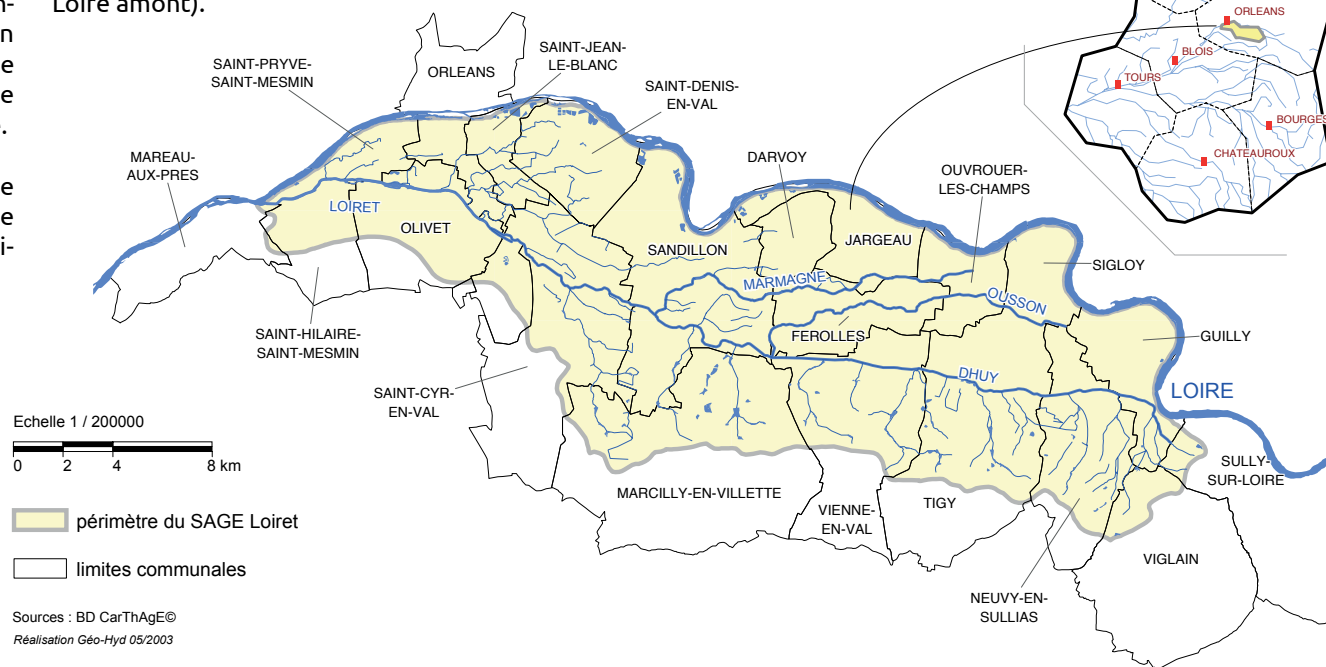 n-
n
e
e
e
e
i-
Loire amont).
ORLEANS
SAINT-JEAN-
LE-BLANC
SAINT-PRYVE-
SAINT-MESMIN
SAINT-DENIS-
EN-VAL
MAREAU-
AUX-PRES
DARVOY
OUVROUER-
LES-CHAMPS
LOIRET
OLIVET
SANDILLON
JARGEAU
SIGLOY
MARMAGNE
OUSSON
FEROLLES
GUILLY
SAINT-HILAIRE-
SAINT-MESMIN
SAINT-CYR-
EN-VAL
DHUY
LOIRE
SULLY-
SUR-LOIRE
MARCILLY-EN-VILLETTE
VIENNE-
EN-VAL
TIGY
VIGLAIN
NEUVY-EN-
SULLIAS
ORLEANS
BLOIS
TOURS
BOURGES
CHATEAUROUX
Echelle 1 / 200000
0 2 4 8 km
périmètre du SAGE Loiret
limites communales
Sources : BD CarThAgE©
Réalisation Géo-Hyd 05/2003